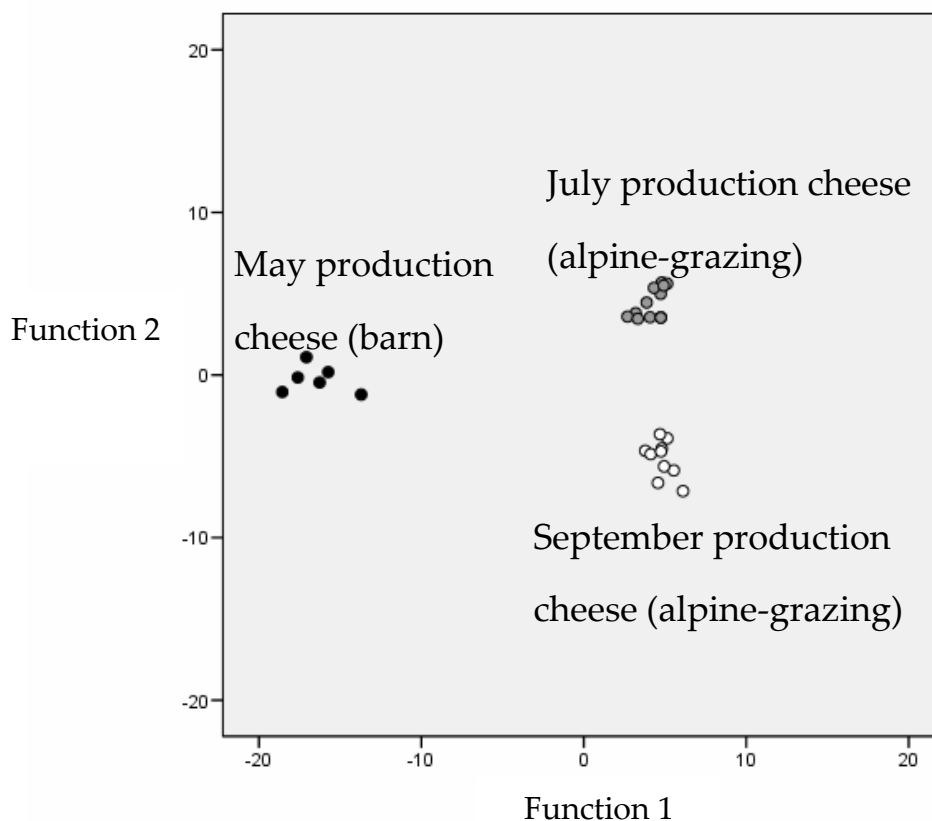 20
July production cheese
10
(alpine-grazing)
May production
Function 2
cheese (barn)
0
-10
September production
cheese (alpine-grazing)
-20
-20 -10 0 10 20
Function 1